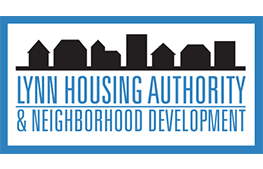 LYNN HOUSING AUTHORITY
& NEIGHBORHOOD DEVELOPMENT